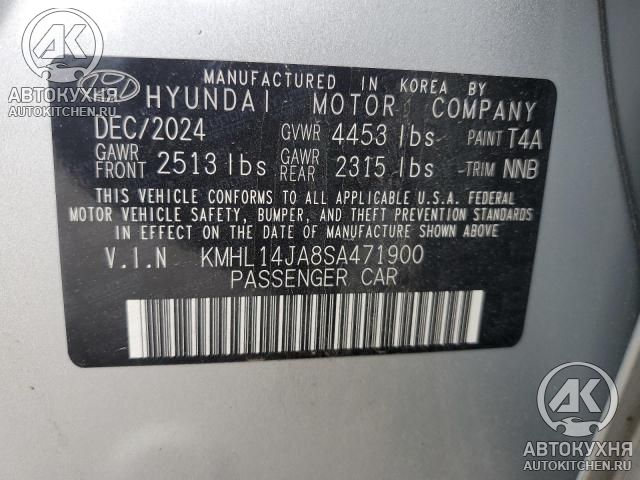 MANUFACTURED IN KOREA BY
HYUNDAI MOTOR COMPANY
DEC/2024 GVWR 4453 lbs PAINT T4A
GAWR FRONT 2513 lbs GAWR REAR 2315 lbs TRIM NNB
THIS VEHICLE CONFORMS TO ALL APPLICABLE U.S.A. FEDERAL
MOTOR VEHICLE SAFETY, BUMPER, AND THEFT PREVENTION STANDARDS
IN EFFECT ON THE DATE OF MANUFACTURE SHOWN ABOVE
V.I.N KMHL14JA8SA471900
PASSENGER CAR
АК
АВТОКУХНЯ
AUTOKITCHEN.RU
АК
АВТОКУХНЯ
AUTOKITCHEN.RU